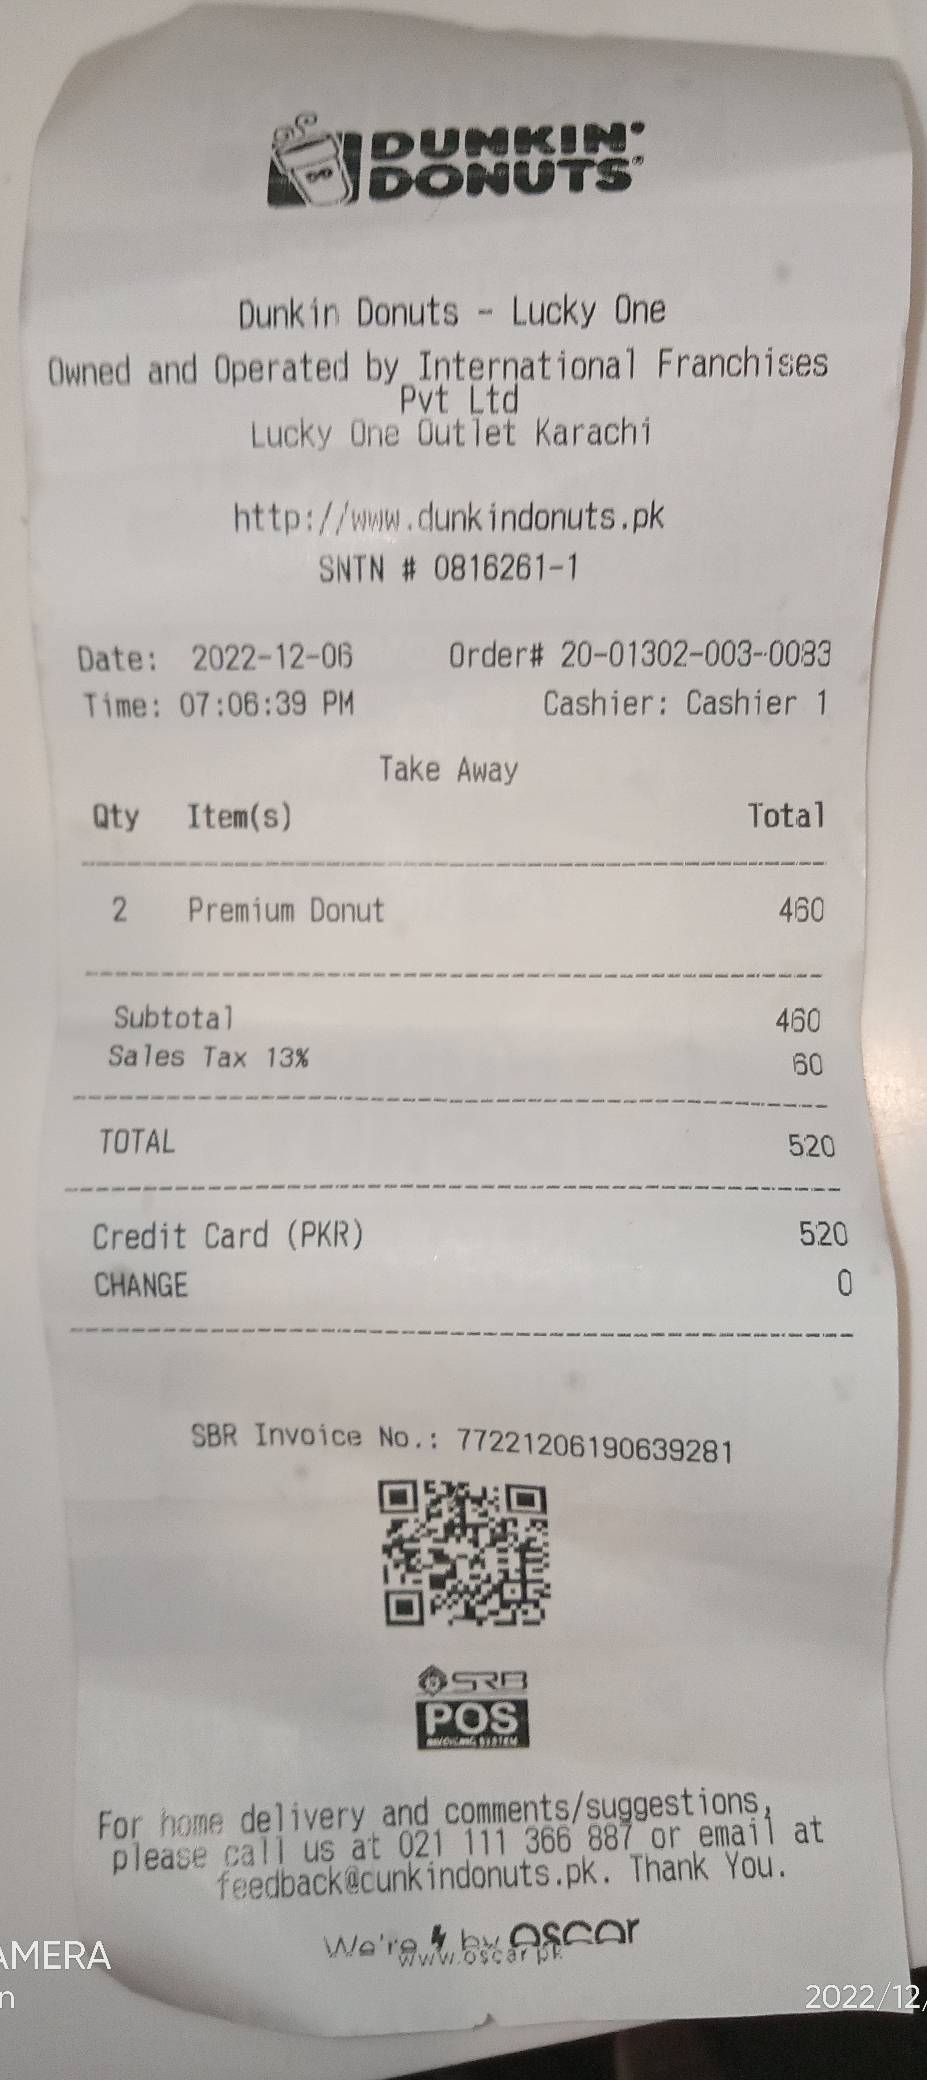 DUNKIN'
DONUTS®
Dunkin Donuts - Lucky One
Owned and Operated by International Franchises
Pvt Ltd
Lucky One Outlet Karachi
http://www.dunkindonuts.pk
SNTN # 0816261-1
Date: 2022-12-06 Order# 20-01302-003-0083
Time: 07:06:39 PM Cashier: Cashier 1
Take Away
Qty Item(s) Total
2 Premium Donut 460
Subtotal 460
Sales Tax 13% 60
TOTAL 520
Credit Card (PKR) 520
CHANGE 0
SBR Invoice No.: 77221206190639281
SRB
POS
INVOICING SYSTEM
For home delivery and comments/suggestions,
please call us at 021 111 366 887 or email at
feedback@cunkindonuts.pk. Thank You.
We're by oscar
www.oscar.pk
AMERA
n
2022/12/